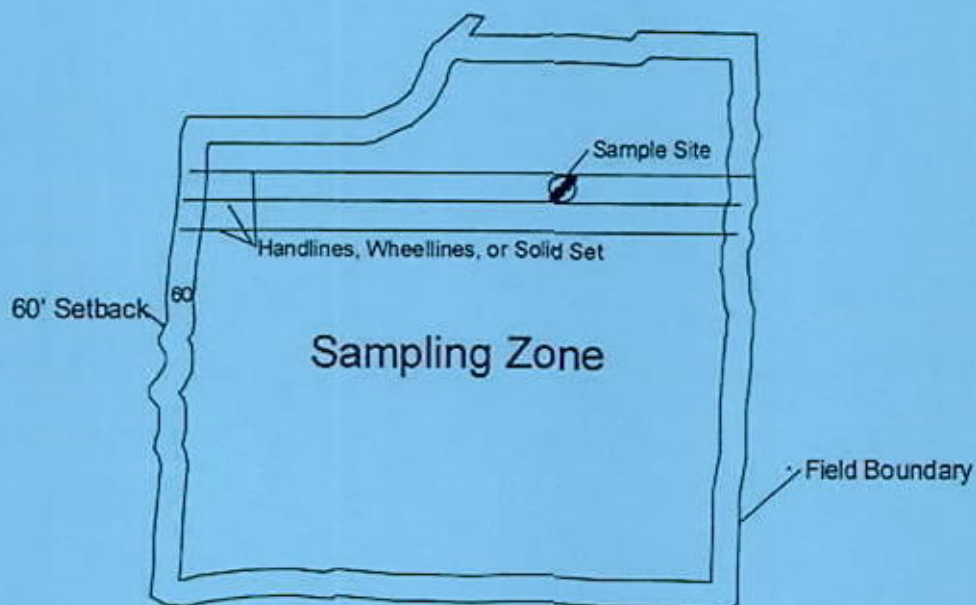 Sample Site
Handlines, Wheellines, or Solid Set
60' Setback
60
Sampling Zone
Field Boundary